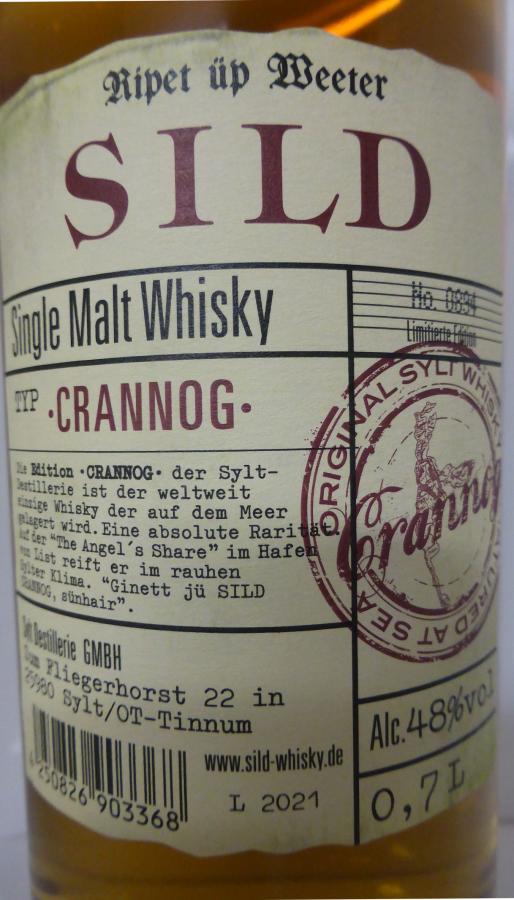 Ripet üp Weeter
SILD
Single Malt Whisky
No. 0894
Limitierte Edition
TYP ·CRANNOG·
ORIGINAL SYLT WHISKY
Crannog
RED AT SEA
Die Edition ·CRANNOG· der Sylt-
Destillerie ist der weltweit
einzige Whisky der auf dem Meer
gelagert wird. Eine absolute Rarität.
Auf der "The Angel's Share" im Hafen
von List reift er im rauhen
Sylter Klima. "Ginett jü SILD
CRANNOG, sünhair".
Sylt Destillerie GMBH
Zum Fliegerhorst 22 in
25980 Sylt/OT-Tinnum
4 250826 903368
www.sild-whisky.de
L 2021
Alc. 48%vol
0,7 L